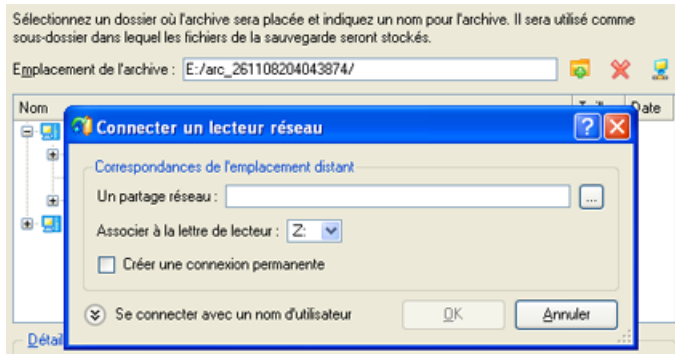 Sélectionnez un dossier où l'archive sera placée et indiquez un nom pour l'archive. Il sera utilisé comme
sous-dossier dans lequel les fichiers de la sauvegarde seront stockés.
Emplacement de l'archive : E:/arc_261108204043874/
Nom Date
Connecter un lecteur réseau
Correspondances de l'emplacement distant
Un partage réseau : ...
Associer à la lettre de lecteur : Z:
Créer une connexion permanente
Se connecter avec un nom d'utilisateur OK Annuler